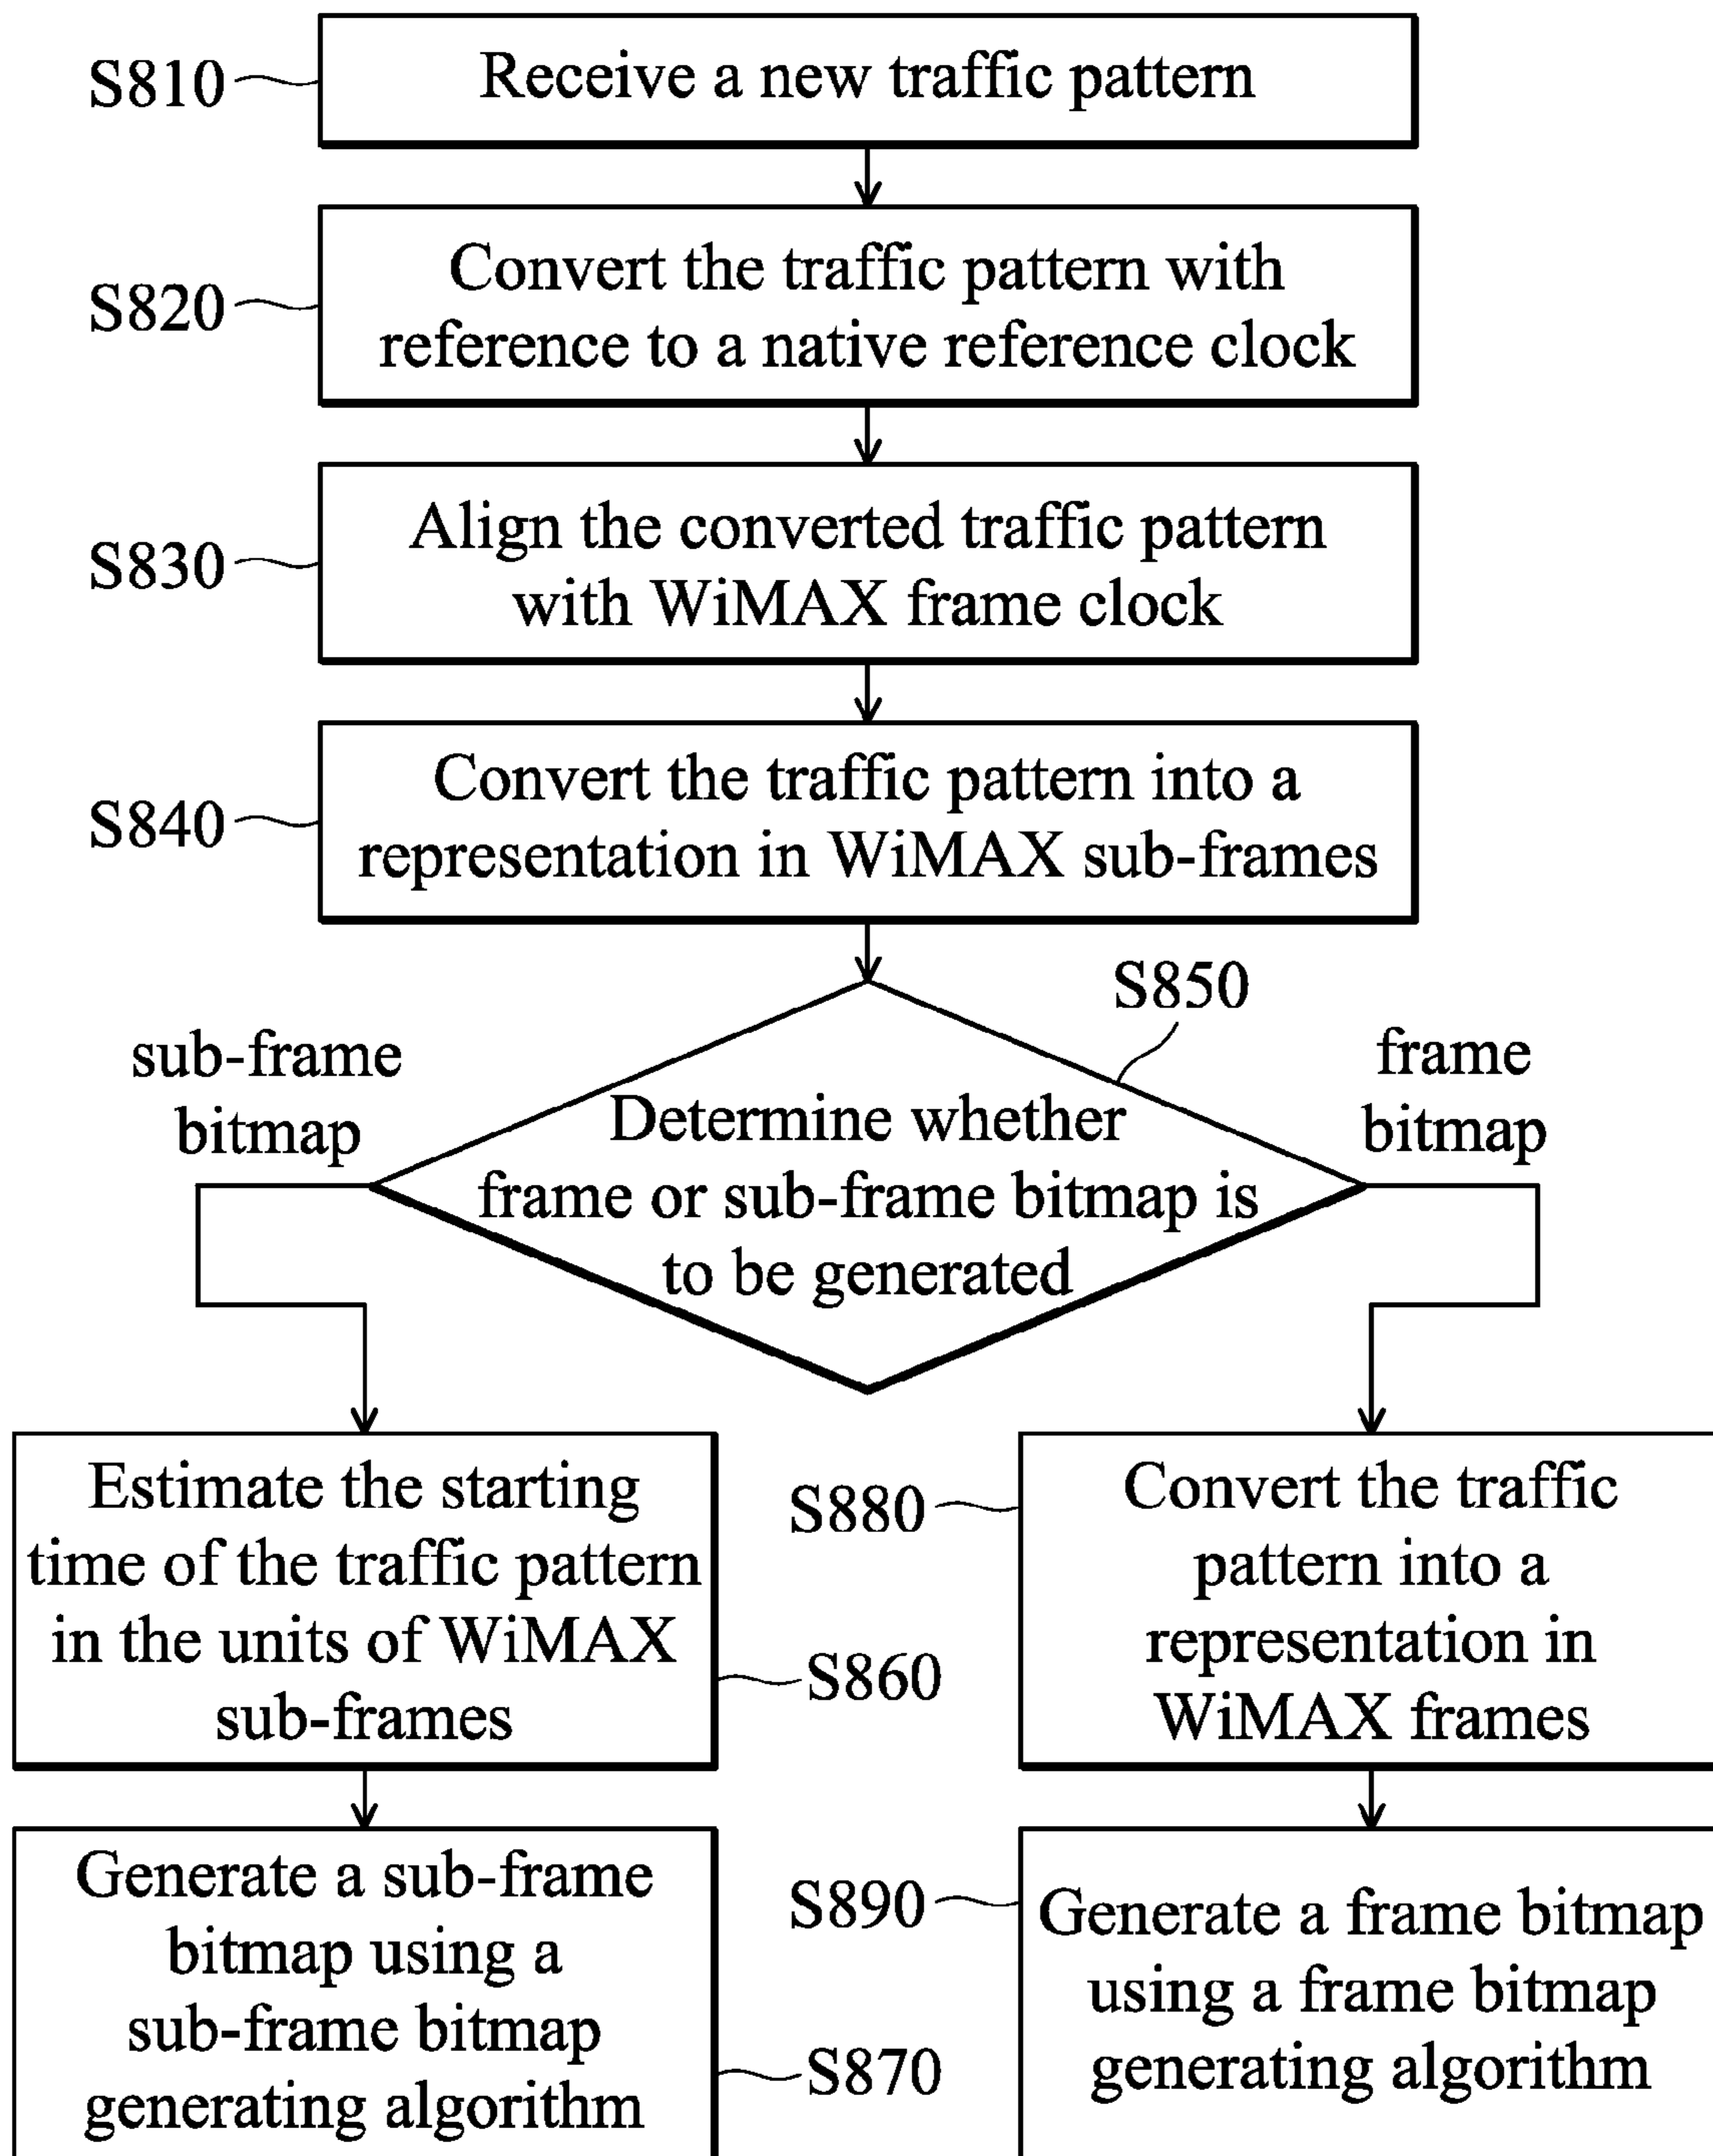 S810
Receive a new traffic pattern
S820
Convert the traffic pattern with
reference to a native reference clock
S830
Align the converted traffic pattern
with WiMAX frame clock
S840
Convert the traffic pattern into a
representation in WiMAX sub-frames
S850
sub-frame
bitmap
frame
bitmap
Determine whether
frame or sub-frame bitmap is
to be generated
Estimate the starting
time of the traffic pattern
in the units of WiMAX
sub-frames
S860
S880
Convert the traffic
pattern into a
representation in
WiMAX frames
Generate a sub-frame
bitmap using a
sub-frame bitmap
generating algorithm
S870
S890
Generate a frame bitmap
using a frame bitmap
generating algorithm